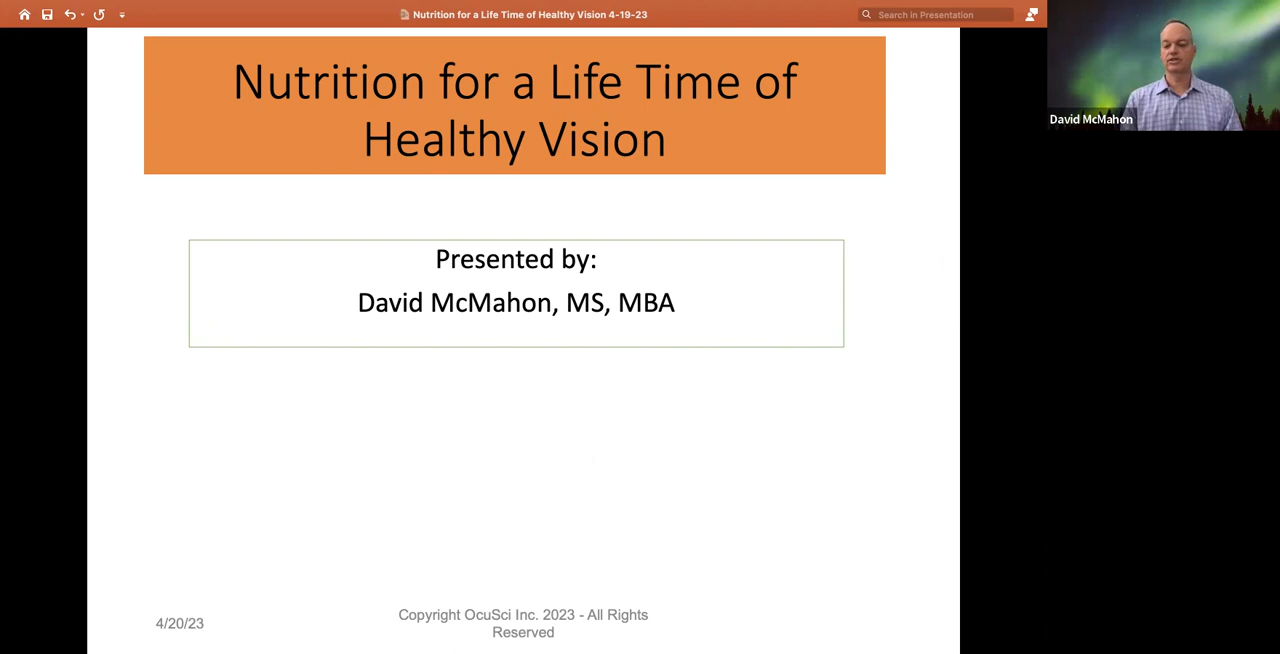 Nutrition for a Life Time of Healthy Vision 4-19-23
Search in Presentation
David McMahon
Nutrition for a Life Time of
Healthy Vision
Presented by:
David McMahon, MS, MBA
4/20/23
Copyright OcuSci Inc. 2023 - All Rights
Reserved